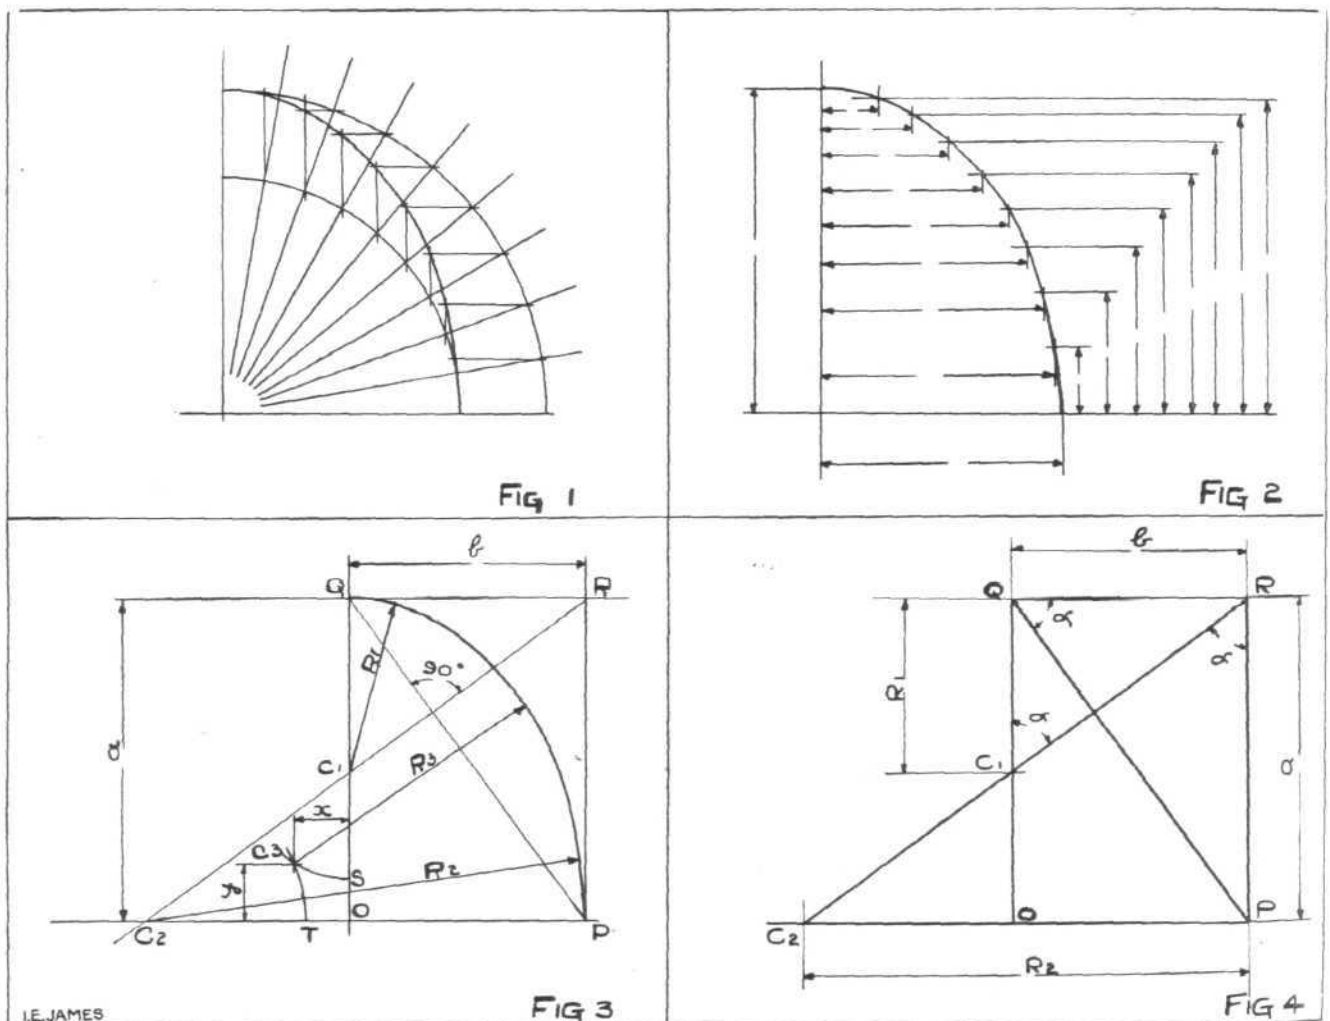 FIG 1
FIG 2
b
Q
R
R1
90°
a
C1
R3
x
C3
y
R2
S
O
C2
T
P
FIG 3
I.E. JAMES
b
Q
R
α
α
R1
α
a
C1
O
P
C2
R2
FIG 4